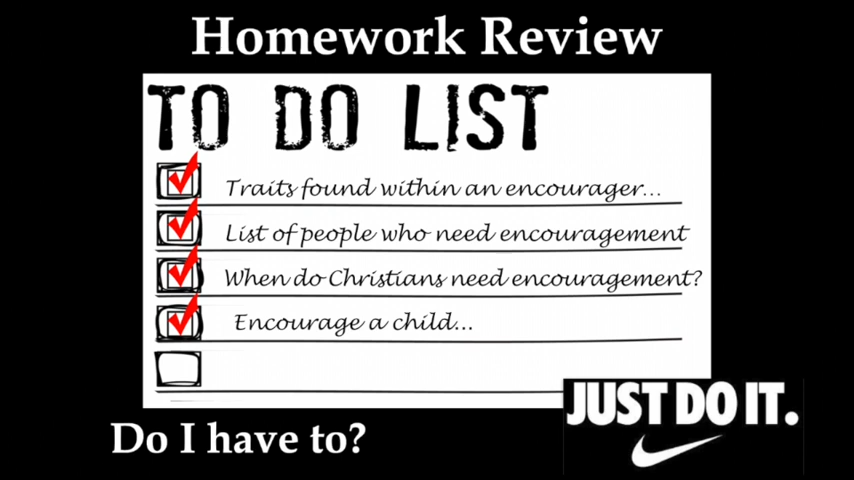 Homework Review
TO DO LIST
Traits found within an encourager...
List of people who need encouragement
When do Christians need encouragement?
Encourage a child...
JUST DO IT.
Do I have to?